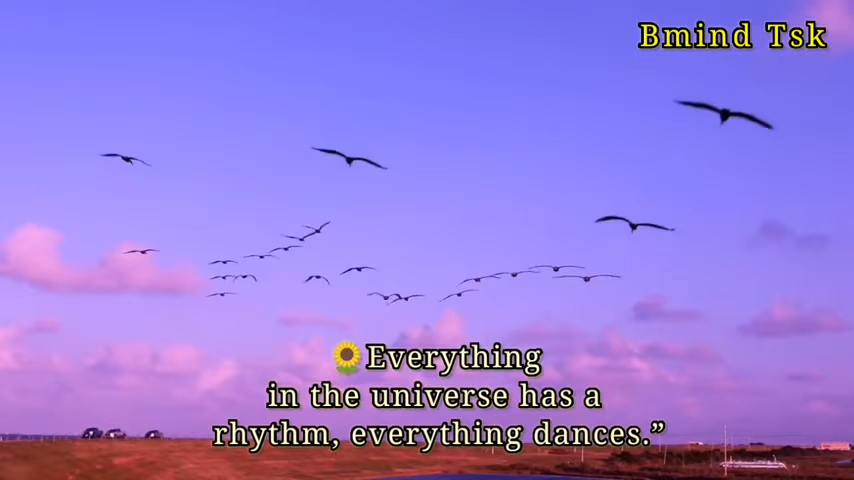 Bmind Tsk
🌻Everything
in the universe has a
rhythm, everything dances.”